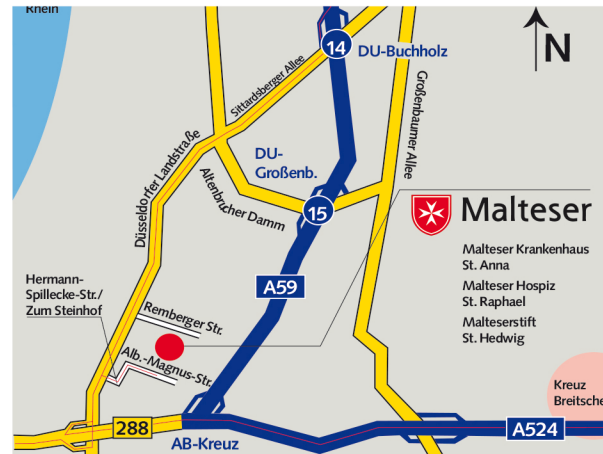 Rhein
14
DU-Buchholz
N
Sittardsberger Allee
Großenbaumer Allee
DU-
Großenb.
Düsseldorfer Landstraße
Altenbrucher Damm
15
Malteser
Malteser Krankenhaus
St. Anna
Malteser Hospiz
St. Raphael
Malteserstift
St. Hedwig
A59
Hermann-
Spillecke-Str./
Zum Steinhof
Remberger Str.
Alb.-Magnus-Str.
Kreuz
Breitsche
288
AB-Kreuz
A524